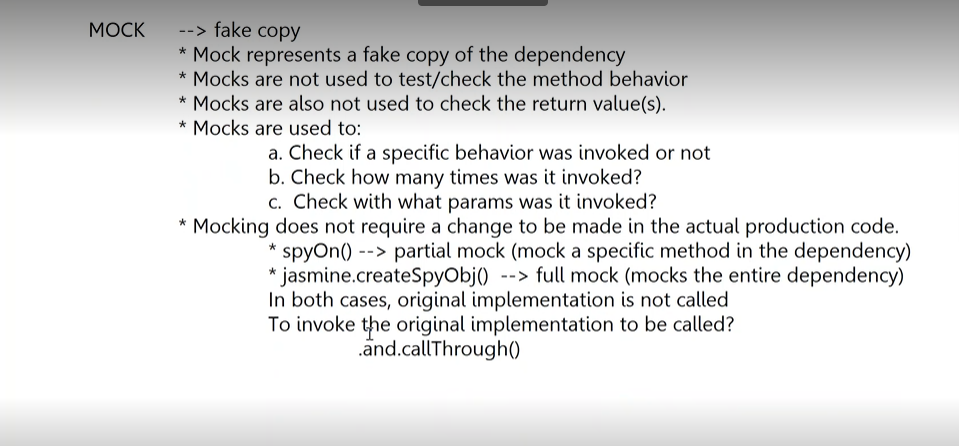 MOCK --> fake copy
* Mock represents a fake copy of the dependency
* Mocks are not used to test/check the method behavior
* Mocks are also not used to check the return value(s).
* Mocks are used to:
a. Check if a specific behavior was invoked or not
b. Check how many times was it invoked?
c. Check with what params was it invoked?
* Mocking does not require a change to be made in the actual production code.
* spyOn() --> partial mock (mock a specific method in the dependency)
* jasmine.createSpyObj() --> full mock (mocks the entire dependency)
In both cases, original implementation is not called
To invoke the original implementation to be called?
.and.callThrough()